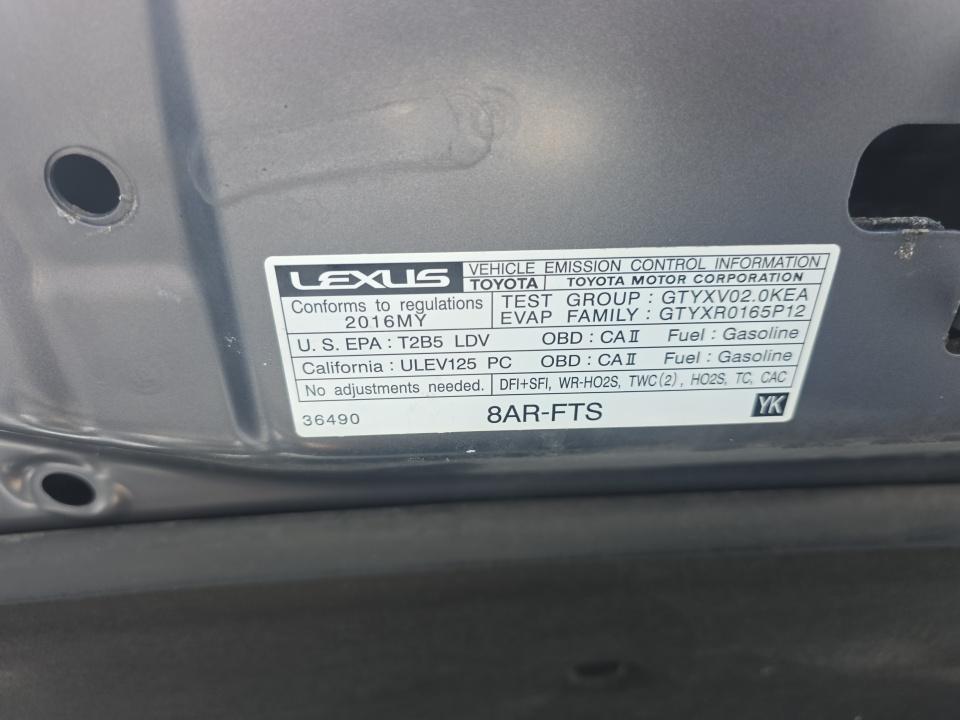 LEXUS VEHICLE EMISSION CONTROL INFORMATION
TOYOTA TOYOTA MOTOR CORPORATION
Conforms to regulations
2016MY
TEST GROUP : GTYXV02.0KEA
EVAP FAMILY : GTYXR0165P12
U. S. EPA : T2B5 LDV OBD : CAⅡ Fuel : Gasoline
California : ULEV125 PC OBD : CAⅡ Fuel : Gasoline
No adjustments needed. DFI+SFI, WR-HO2S, TWC(2), HO2S, TC, CAC
36490 8AR-FTS YK